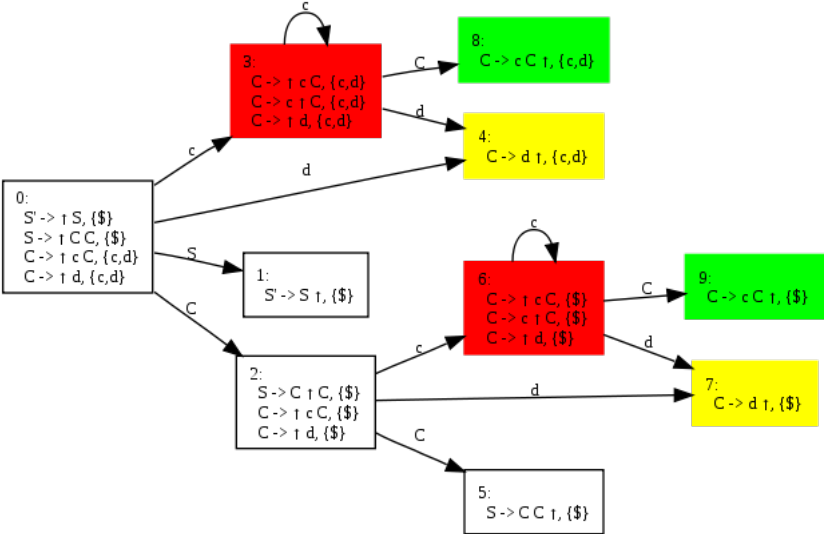 c
3:
C -> ↑ c C, {c,d}
C -> c ↑ C, {c,d}
C -> ↑ d, {c,d}
C
8:
C -> c C ↑, {c,d}
d
4:
C -> d ↑, {c,d}
c
d
0:
S' -> ↑ S, {$}
S -> ↑ C C, {$}
C -> ↑ c C, {c,d}
C -> ↑ d, {c,d}
S
1:
S' -> S ↑, {$}
C
2:
S -> C ↑ C, {$}
C -> ↑ c C, {$}
C -> ↑ d, {$}
c
c
6:
C -> ↑ c C, {$}
C -> c ↑ C, {$}
C -> ↑ d, {$}
C
9:
C -> c C ↑, {$}
d
d
7:
C -> d ↑, {$}
C
5:
S -> C C ↑, {$}